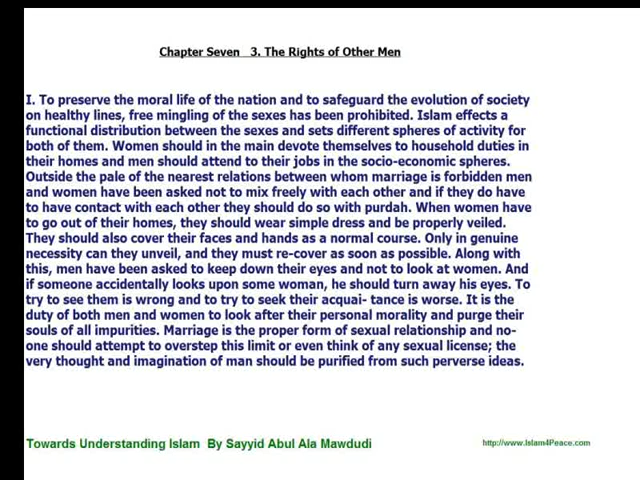 Chapter Seven   3. The Rights of Other Men
I. To preserve the moral life of the nation and to safeguard the evolution of society
on healthy lines, free mingling of the sexes has been prohibited. Islam effects a
functional distribution between the sexes and sets different spheres of activity for
both of them. Women should in the main devote themselves to household duties in
their homes and men should attend to their jobs in the socio-economic spheres.
Outside the pale of the nearest relations between whom marriage is forbidden men
and women have been asked not to mix freely with each other and if they do have
to have contact with each other they should do so with purdah. When women have
to go out of their homes, they should wear simple dress and be properly veiled.
They should also cover their faces and hands as a normal course. Only in genuine
necessity can they unveil, and they must re-cover as soon as possible. Along with
this, men have been asked to keep down their eyes and not to look at women. And
if someone accidentally looks upon some woman, he should turn away his eyes. To
try to see them is wrong and to try to seek their acquai- tance is worse. It is the
duty of both men and women to look after their personal morality and purge their
souls of all impurities. Marriage is the proper form of sexual relationship and no-
one should attempt to overstep this limit or even think of any sexual license; the
very thought and imagination of man should be purified from such perverse ideas.
Towards Understanding Islam  By Sayyid Abul Ala Mawdudi
http://www.Islam4Peace.com